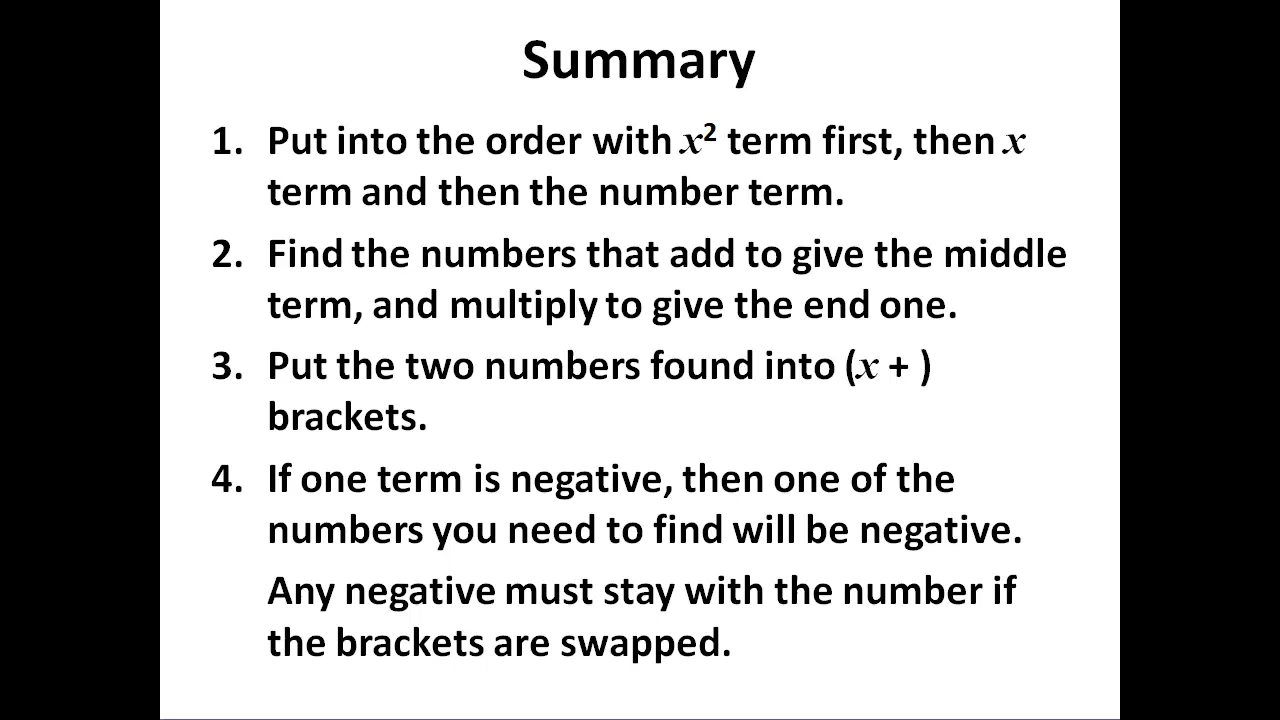 Summary
1. Put into the order with x² term first, then x
term and then the number term.
2. Find the numbers that add to give the middle
term, and multiply to give the end one.
3. Put the two numbers found into (x + )
brackets.
4. If one term is negative, then one of the
numbers you need to find will be negative.
Any negative must stay with the number if
the brackets are swapped.